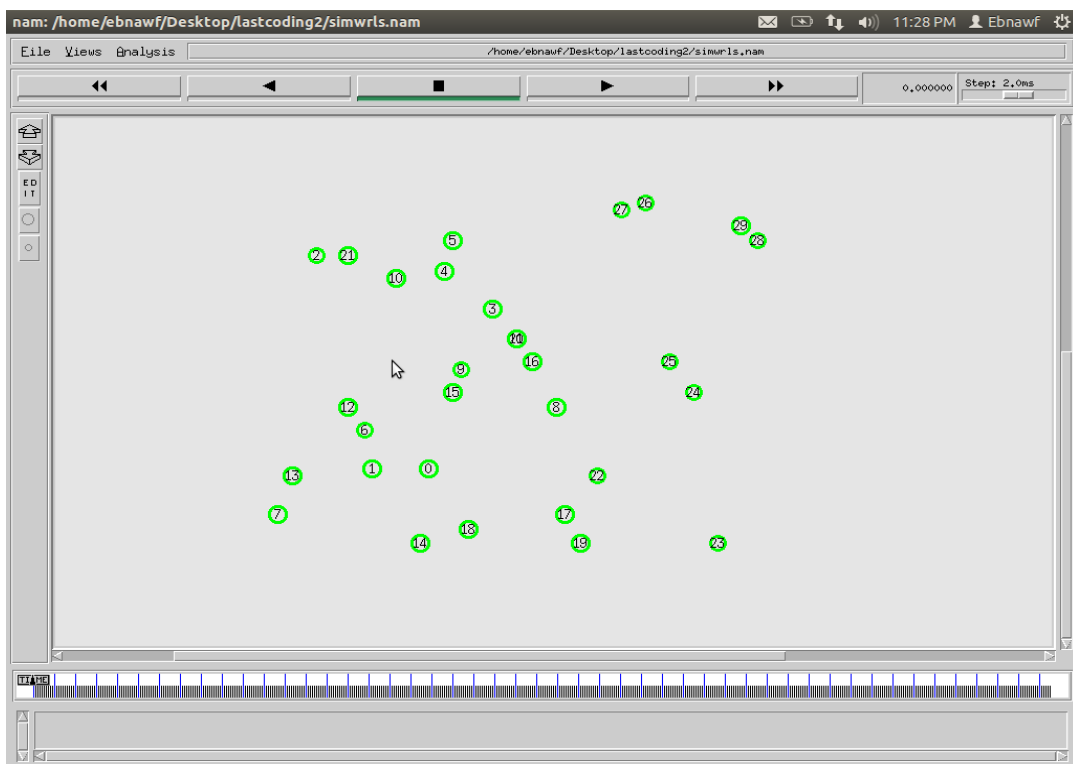 nam: /home/ebnawf/Desktop/lastcoding2/simwrls.nam 11:28 PM Ebnawf
File Views Analysis /home/ebnawf/Desktop/lastcoding2/simwrls.nam
0.000000 Step: 2.0ms
ED
IT
26
27
29
5 28
2 21
4
10
3
16 25
9
15 24
12 8
6
1 0
13 22
7 17
18
14 19 23
TIME